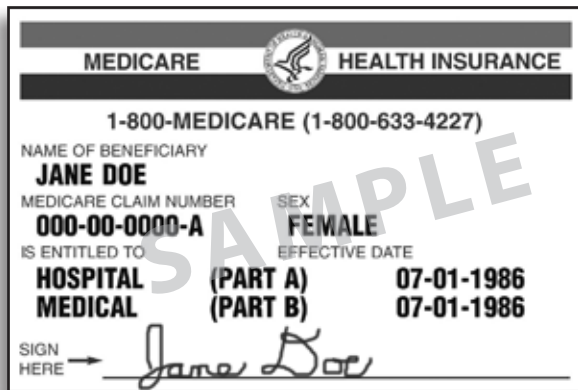 MEDICARE HEALTH INSURANCE
1-800-MEDICARE (1-800-633-4227)
NAME OF BENEFICIARY
JANE DOE
MEDICARE CLAIM NUMBER SEX
000-00-0000-A FEMALE
IS ENTITLED TO EFFECTIVE DATE
HOSPITAL (PART A) 07-01-1986
MEDICAL (PART B) 07-01-1986
SIGN
HERE Jane Doe
SAMPLE